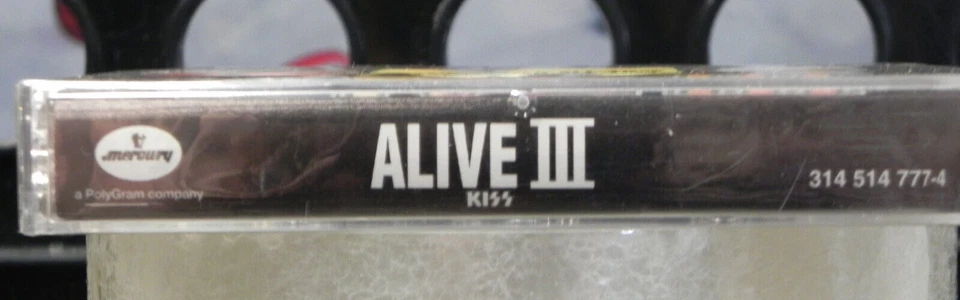 mercury
a PolyGram company
ALIVE III
KISS
314 514 777-4